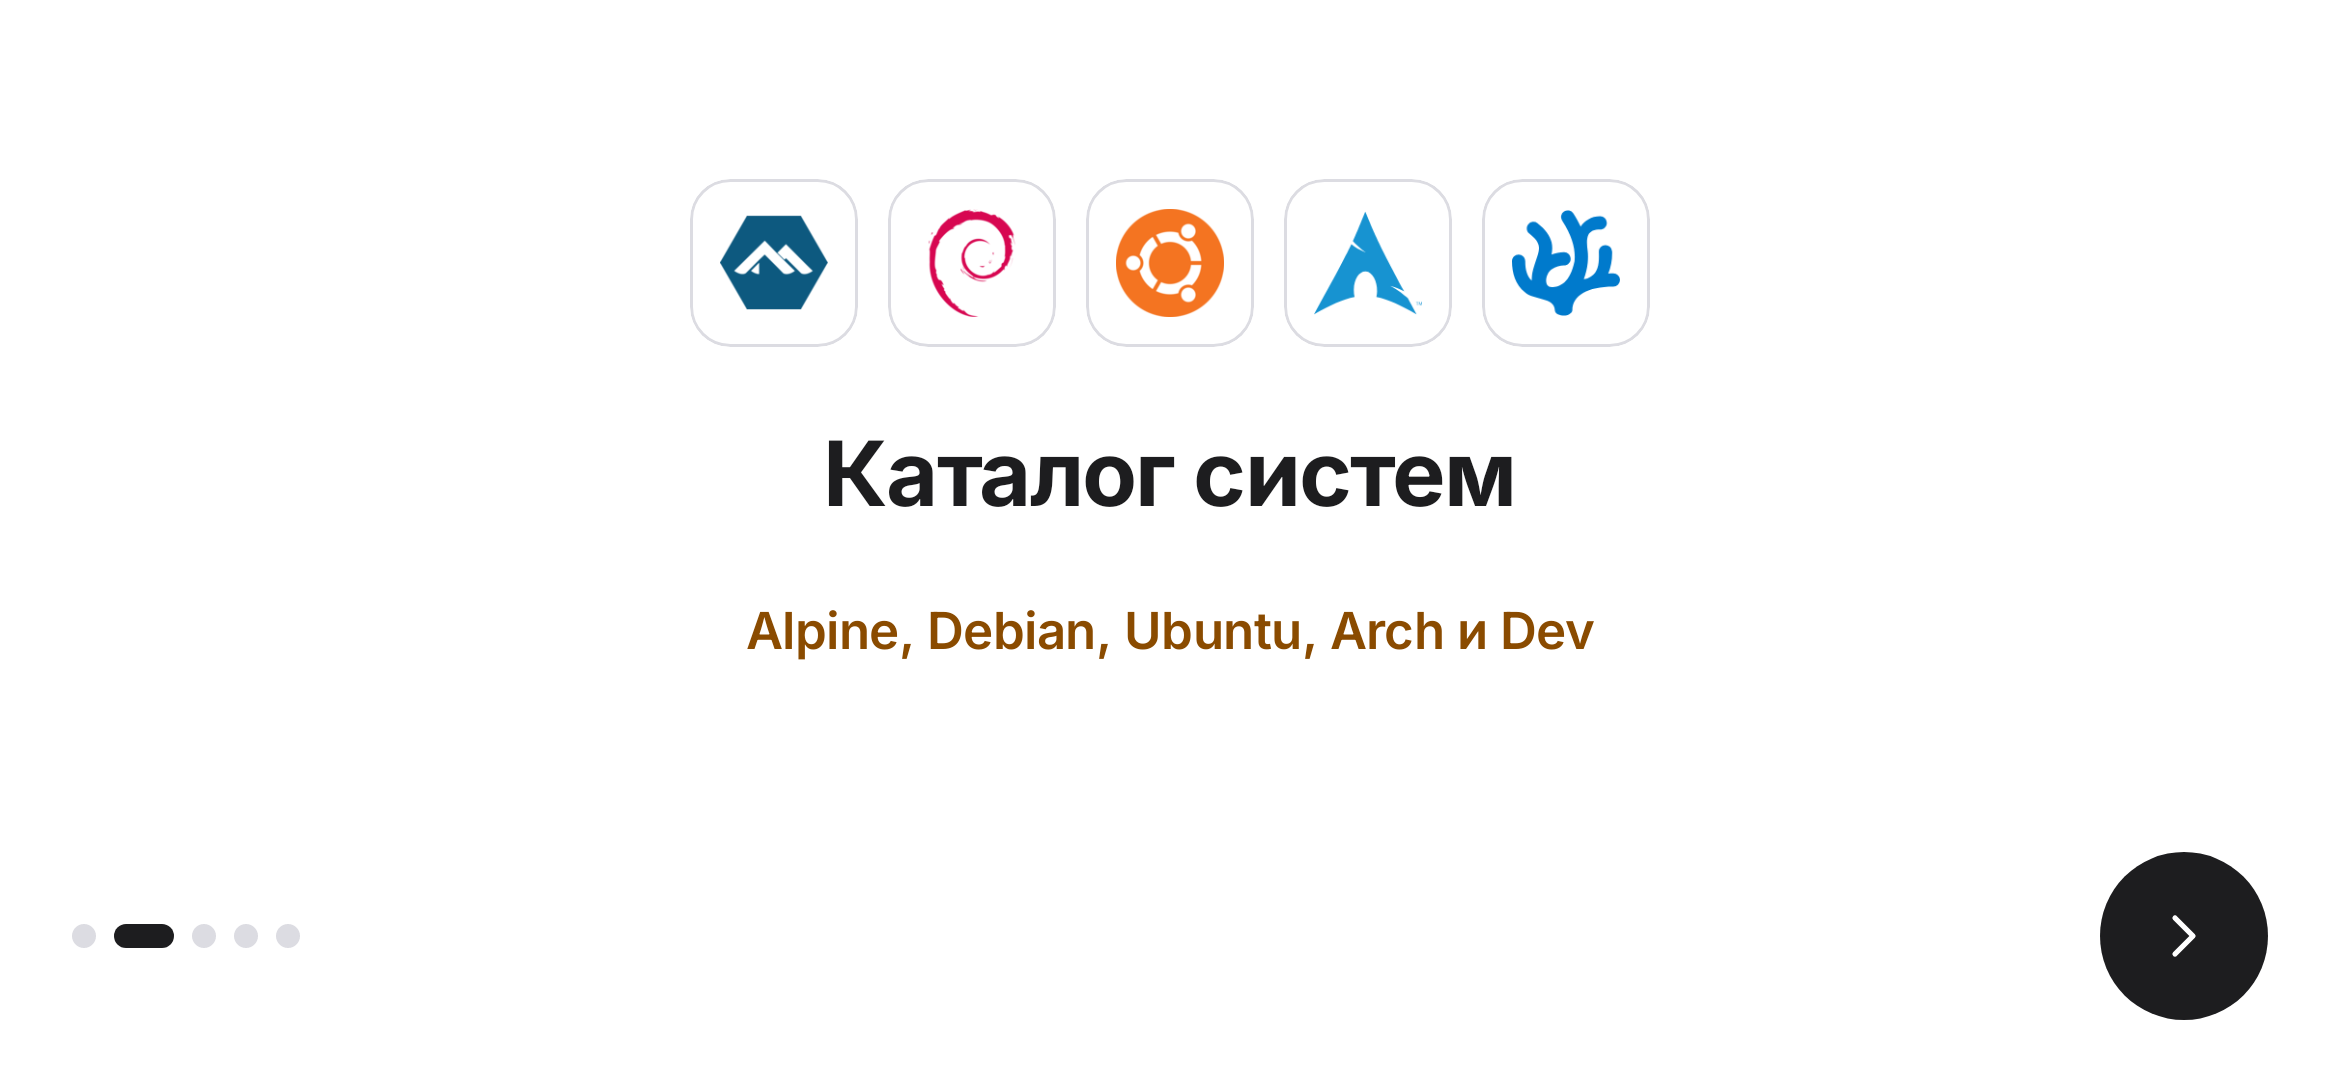 Каталог систем
Alpine, Debian, Ubuntu, Arch и Dev